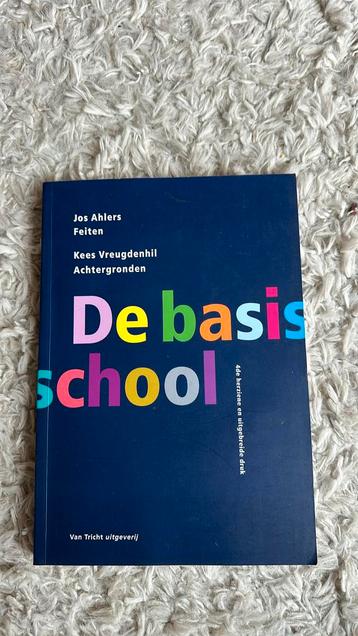 Jos Ahlers
Feiten
Kees Vreugdenhil
Achtergronden
De basis
school
4de herziene en uitgebreide druk
Van Tricht uitgeverij